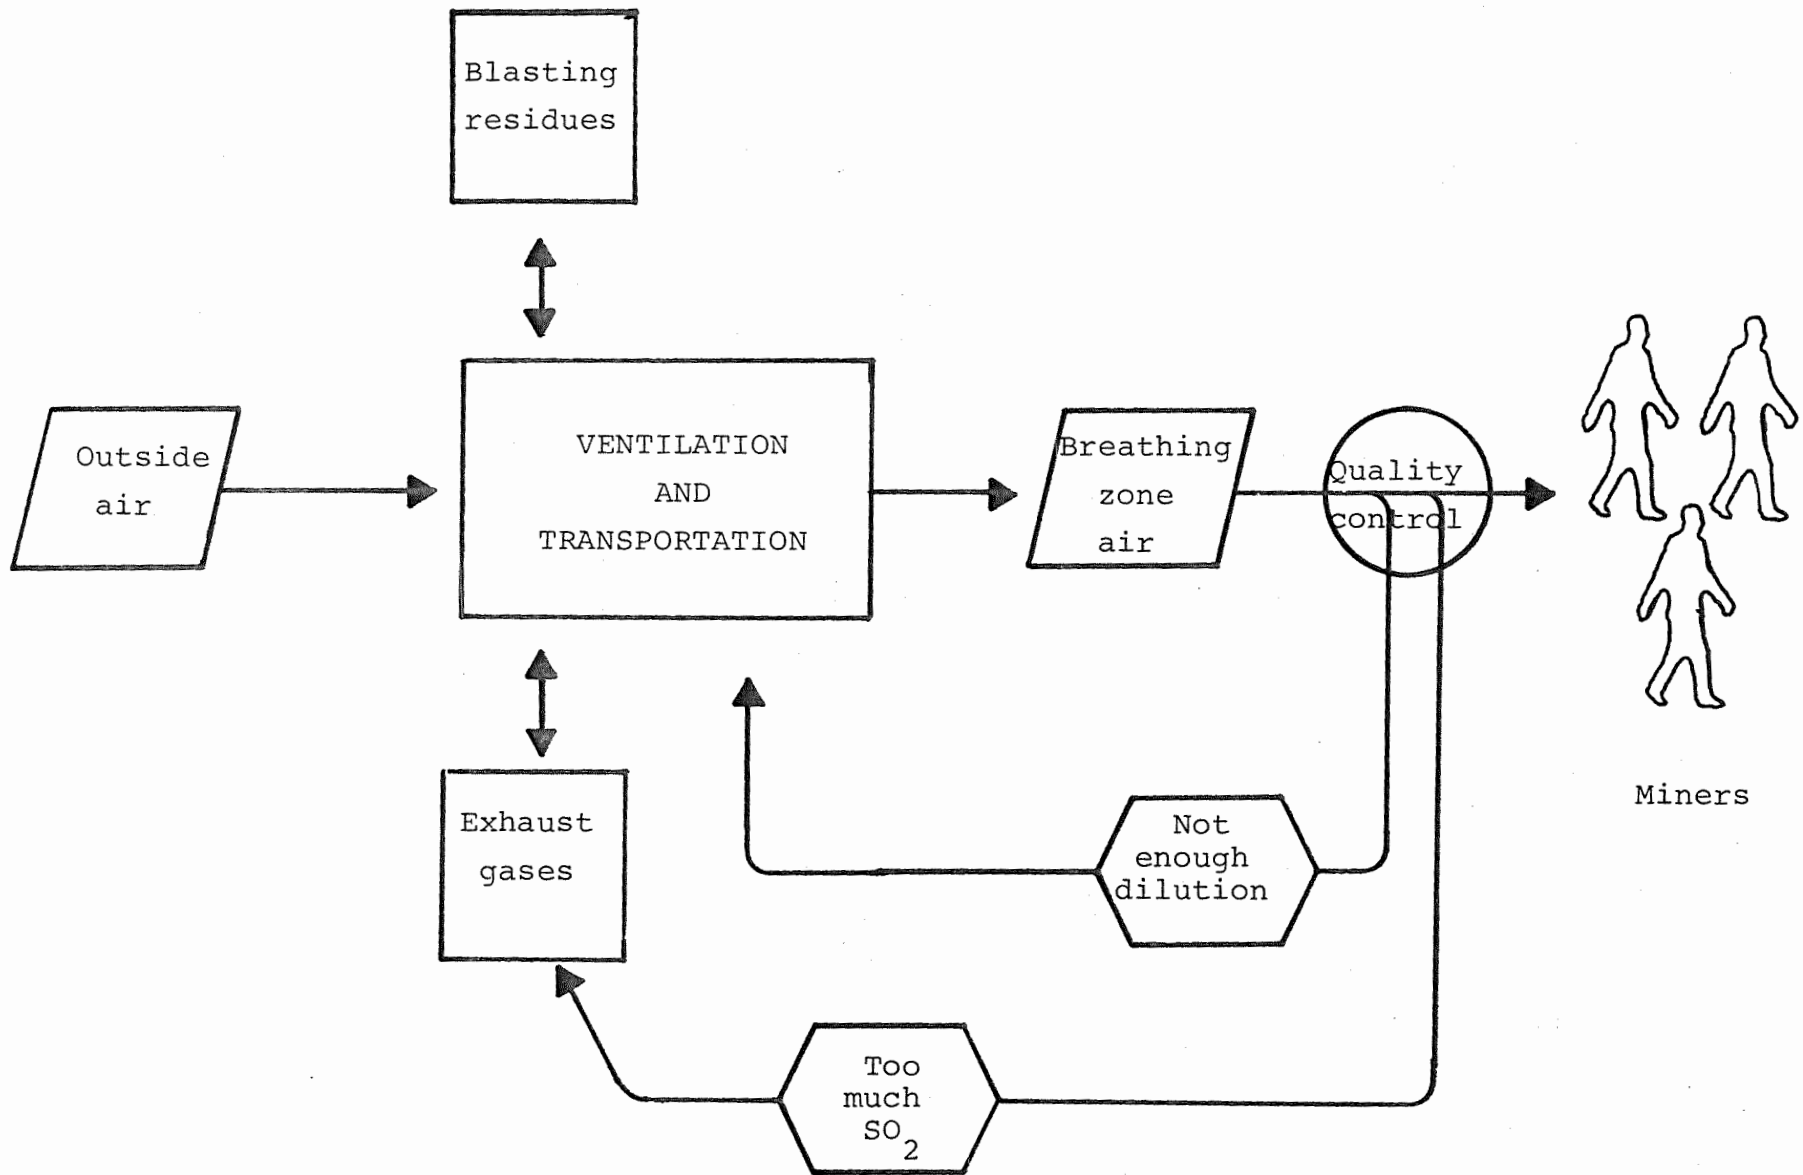 Blasting
residues
Outside
air
VENTILATION
AND
TRANSPORTATION
Breathing
zone
air
Quality
control
Miners
Exhaust
gases
Not
enough
dilution
Too
much
SO2